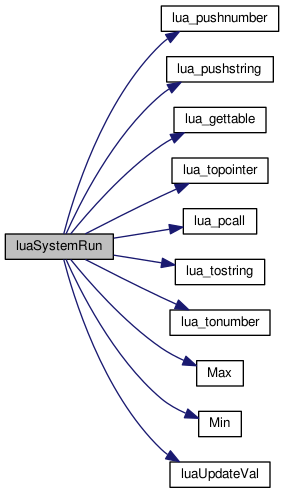 lua_pushnumber
lua_pushstring
lua_gettable
lua_topointer
lua_pcall
luaSystemRun
lua_tostring
lua_tonumber
Max
Min
luaUpdateVal